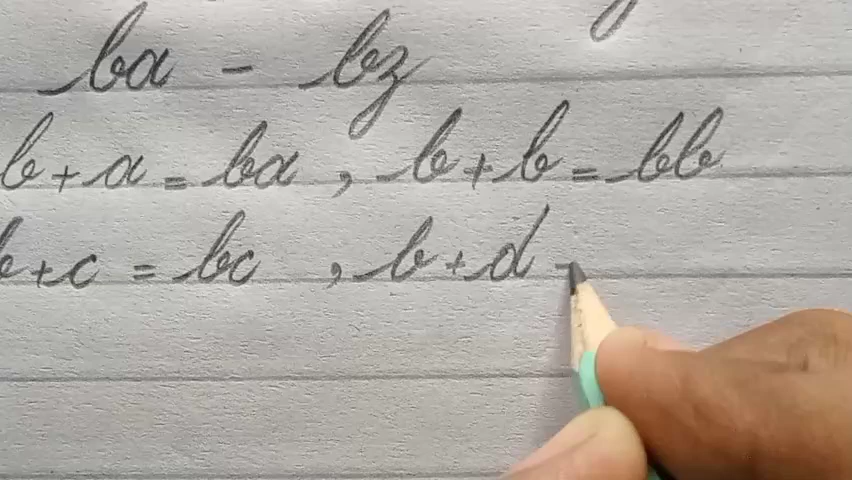 ba - bz
b + a = ba , b + b = bb
b + c = bc , b + d -